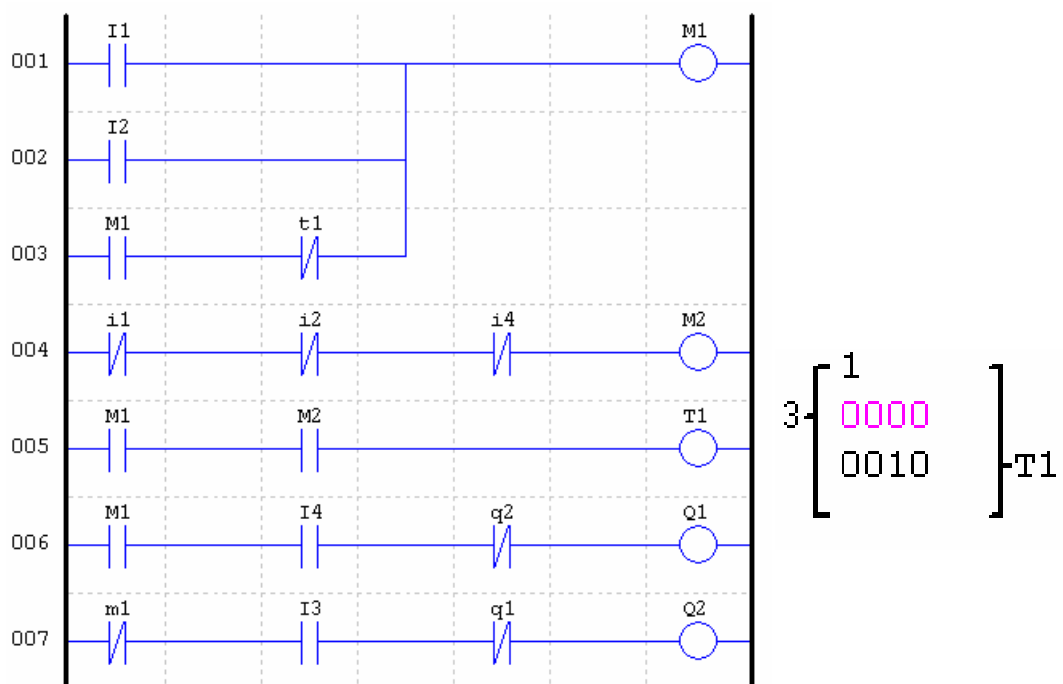 I1 M1
001
I2
002
M1 t1
003
i1 i2 i4 M2
004
M1 M2 T1
005
M1 I4 q2 Q1
006
m1 I3 q1 Q2
007
1
3 0000
0010 T1